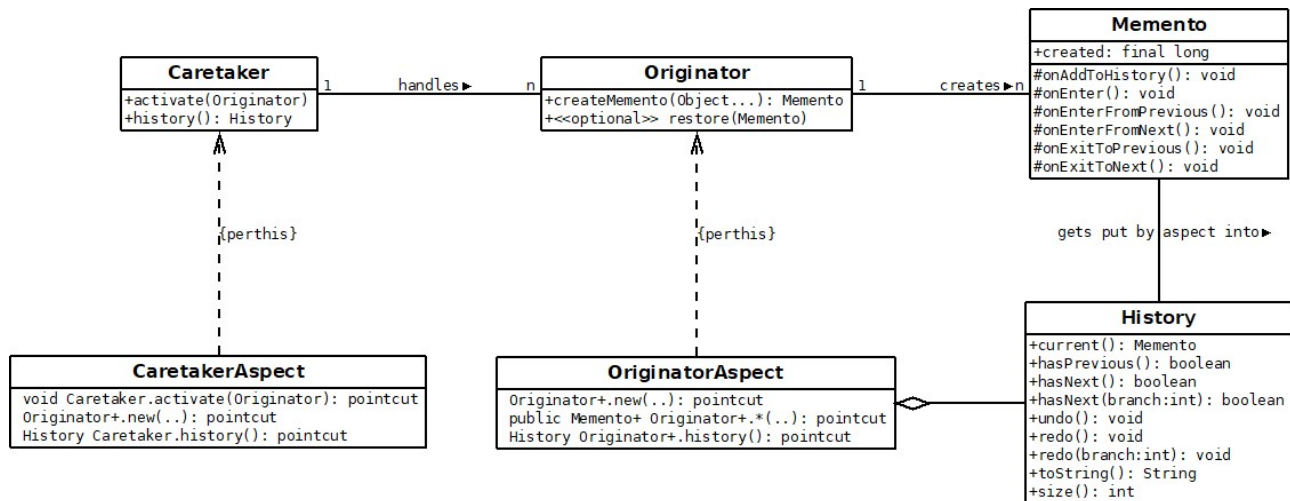 Caretaker
+activate(Originator)
+history(): History
1
handles▶
n
Originator
+createMemento(Object...): Memento
+<<optional>> restore(Memento)
1
creates▶
n
Memento
+created: final long
#onAddToHistory(): void
#onEnter(): void
#onEnterFromPrevious(): void
#onEnterFromNext(): void
#onExitToPrevious(): void
#onExitToNext(): void
{perthis}
{perthis}
gets put by aspect into▶
CaretakerAspect
void Caretaker.activate(Originator): pointcut
Originator+.new(..): pointcut
History Caretaker.history(): pointcut
OriginatorAspect
Originator+.new(..): pointcut
public Memento+ Originator+.*(..): pointcut
History Originator+.history(): pointcut
History
+current(): Memento
+hasPrevious(): boolean
+hasNext(): boolean
+hasNext(branch:int): boolean
+undo(): void
+redo(): void
+redo(branch:int): void
+toString(): String
+size(): int